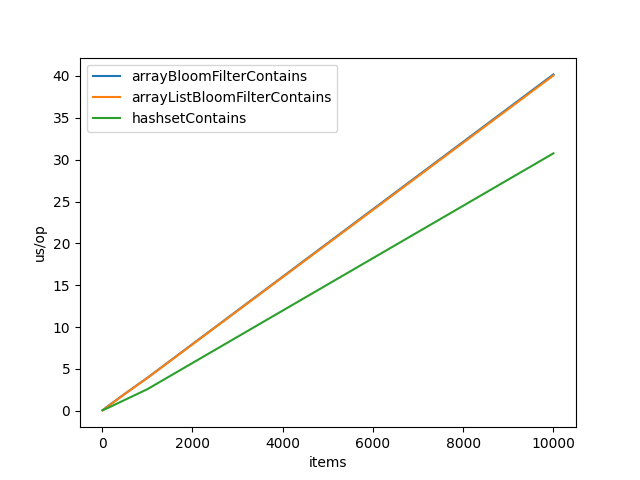 arrayBloomFilterContains
arrayListBloomFilterContains
hashsetContains
us/op
40
35
30
25
20
15
10
5
0
0 2000 4000 6000 8000 10000
items